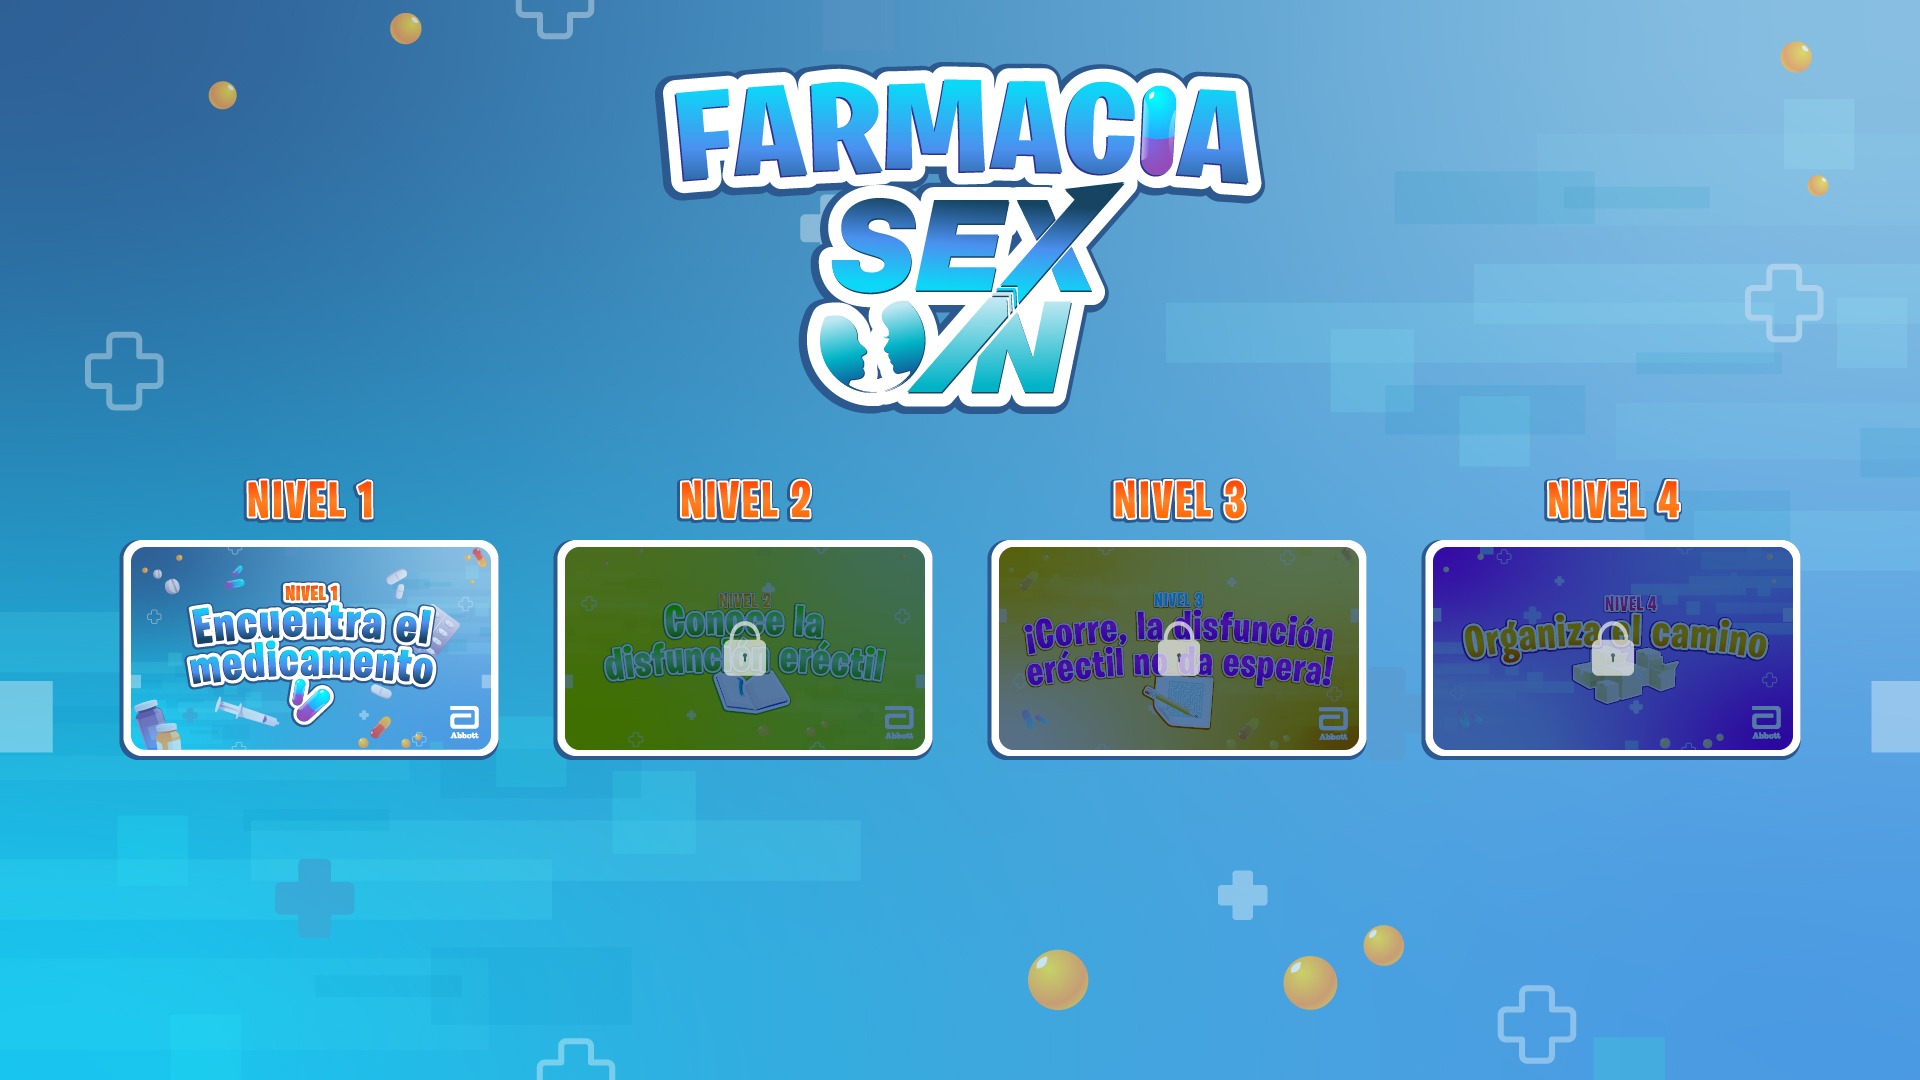 FARMACIA
SEX
ON
NIVEL 1
NIVEL 2
NIVEL 3
NIVEL 4
NIVEL 1
Encuentra el
medicamento
Abbott
NIVEL 2
Conoce la
disfunción eréctil
Abbott
NIVEL 3
¡Corre, la disfunción
eréctil no da espera!
Abbott
NIVEL 4
Organiza el camino
Abbott